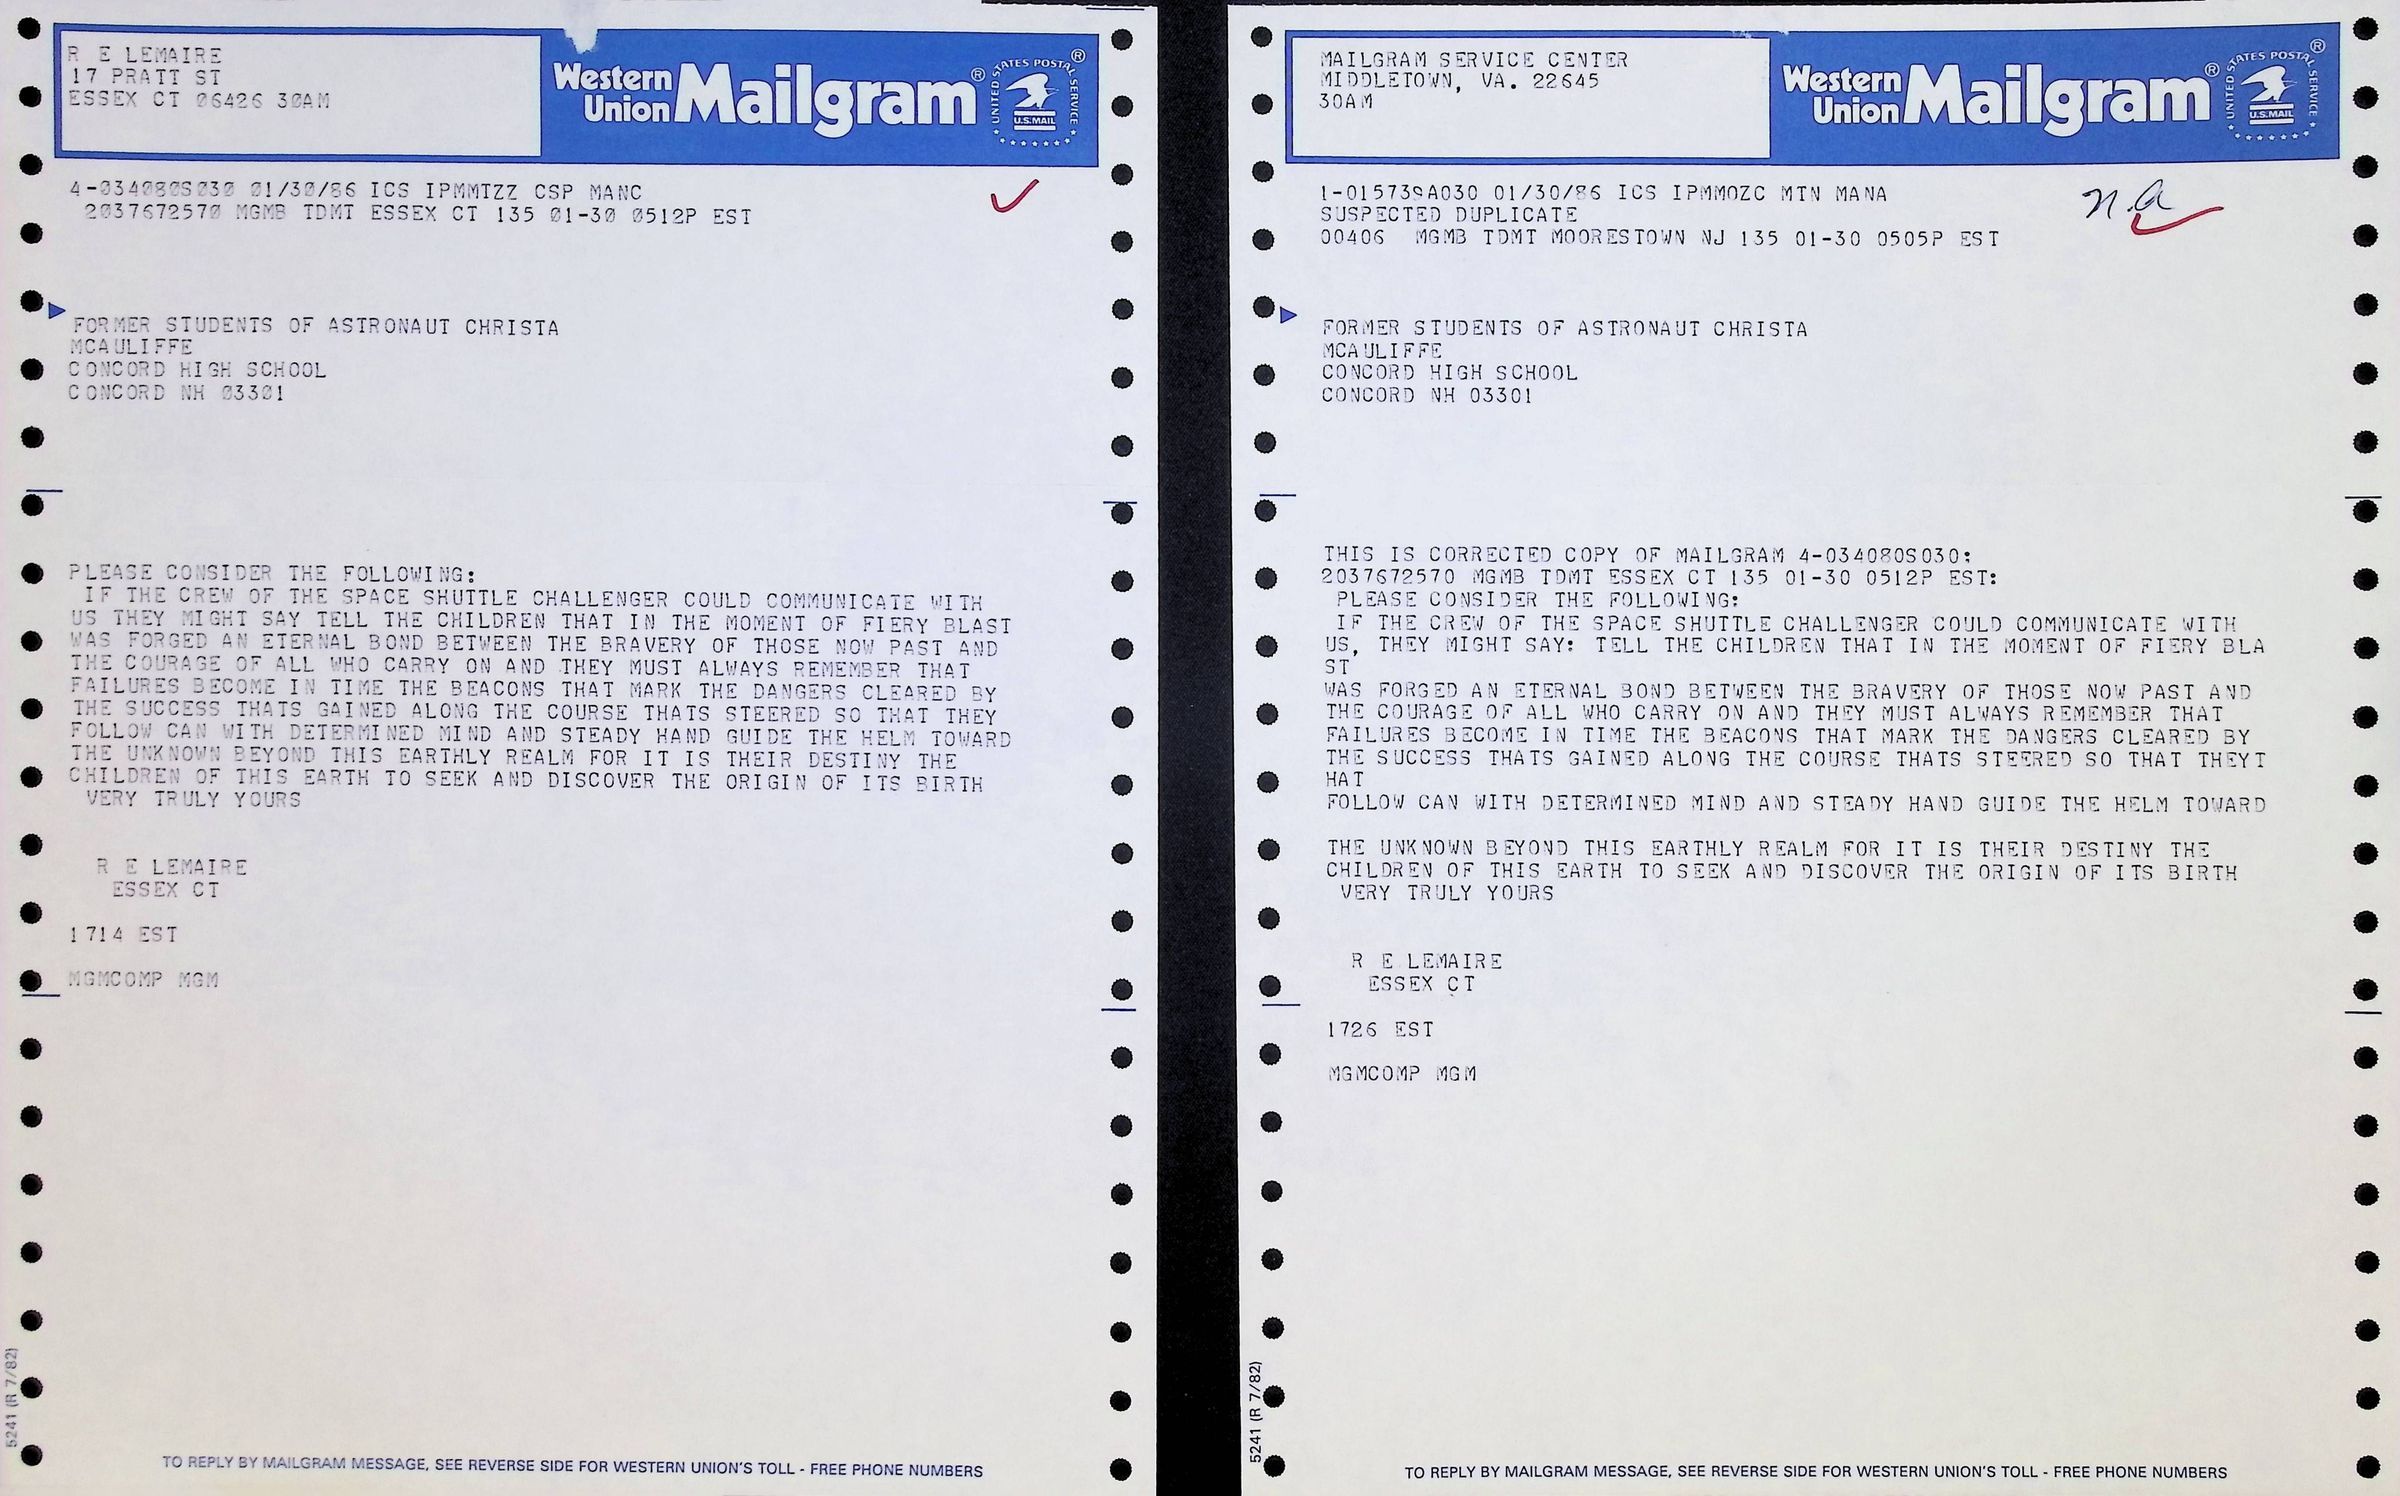 R E LEMAIRE
17 PRATT ST
ESSEX CT 06426 30AM
Western Union Mailgram®
UNITED STATES POSTAL SERVICE
U.S.MAIL
®
4-034080S030 01/30/86 ICS IPMMTZZ CSP MANC
2037672570 MGMB TDMT ESSEX CT 135 01-30 0512P EST
FORMER STUDENTS OF ASTRONAUT CHRISTA
MCAULIFFE
CONCORD HIGH SCHOOL
CONCORD NH 03301
PLEASE CONSIDER THE FOLLOWING:
IF THE CREW OF THE SPACE SHUTTLE CHALLENGER COULD COMMUNICATE WITH
US THEY MIGHT SAY TELL THE CHILDREN THAT IN THE MOMENT OF FIERY BLAST
WAS FORGED AN ETERNAL BOND BETWEEN THE BRAVERY OF THOSE NOW PAST AND
THE COURAGE OF ALL WHO CARRY ON AND THEY MUST ALWAYS REMEMBER THAT
FAILURES BECOME IN TIME THE BEACONS THAT MARK THE DANGERS CLEARED BY
THE SUCCESS THATS GAINED ALONG THE COURSE THATS STEERED SO THAT THEY
FOLLOW CAN WITH DETERMINED MIND AND STEADY HAND GUIDE THE HELM TOWARD
THE UNKNOWN BEYOND THIS EARTHLY REALM FOR IT IS THEIR DESTINY THE
CHILDREN OF THIS EARTH TO SEEK AND DISCOVER THE ORIGIN OF ITS BIRTH
VERY TRULY YOURS
R E LEMAIRE
ESSEX CT
1714 EST
MGMCOMP MGM
5241 (R 7/82)
TO REPLY BY MAILGRAM MESSAGE, SEE REVERSE SIDE FOR WESTERN UNION'S TOLL - FREE PHONE NUMBERS
MAILGRAM SERVICE CENTER
MIDDLETOWN, VA. 22645
30AM
Western Union Mailgram®
UNITED STATES POSTAL SERVICE
U.S.MAIL
®
1-015739A030 01/30/86 ICS IPMMOZC MTN MANA
SUSPECTED DUPLICATE
00406 MGMB TDMT MOORESTOWN NJ 135 01-30 0505P EST
n.a
FORMER STUDENTS OF ASTRONAUT CHRISTA
MCAULIFFE
CONCORD HIGH SCHOOL
CONCORD NH 03301
THIS IS CORRECTED COPY OF MAILGRAM 4-034080S030:
2037672570 MGMB TDMT ESSEX CT 135 01-30 0512P EST:
PLEASE CONSIDER THE FOLLOWING:
IF THE CREW OF THE SPACE SHUTTLE CHALLENGER COULD COMMUNICATE WITH
US, THEY MIGHT SAY: TELL THE CHILDREN THAT IN THE MOMENT OF FIERY BLA
ST
WAS FORGED AN ETERNAL BOND BETWEEN THE BRAVERY OF THOSE NOW PAST AND
THE COURAGE OF ALL WHO CARRY ON AND THEY MUST ALWAYS REMEMBER THAT
FAILURES BECOME IN TIME THE BEACONS THAT MARK THE DANGERS CLEARED BY
THE SUCCESS THATS GAINED ALONG THE COURSE THATS STEERED SO THAT THEYT
HAT
FOLLOW CAN WITH DETERMINED MIND AND STEADY HAND GUIDE THE HELM TOWARD
THE UNKNOWN BEYOND THIS EARTHLY REALM FOR IT IS THEIR DESTINY THE
CHILDREN OF THIS EARTH TO SEEK AND DISCOVER THE ORIGIN OF ITS BIRTH
VERY TRULY YOURS
R E LEMAIRE
ESSEX CT
1726 EST
MGMCOMP MGM
5241 (R 7/82)
TO REPLY BY MAILGRAM MESSAGE, SEE REVERSE SIDE FOR WESTERN UNION'S TOLL - FREE PHONE NUMBERS